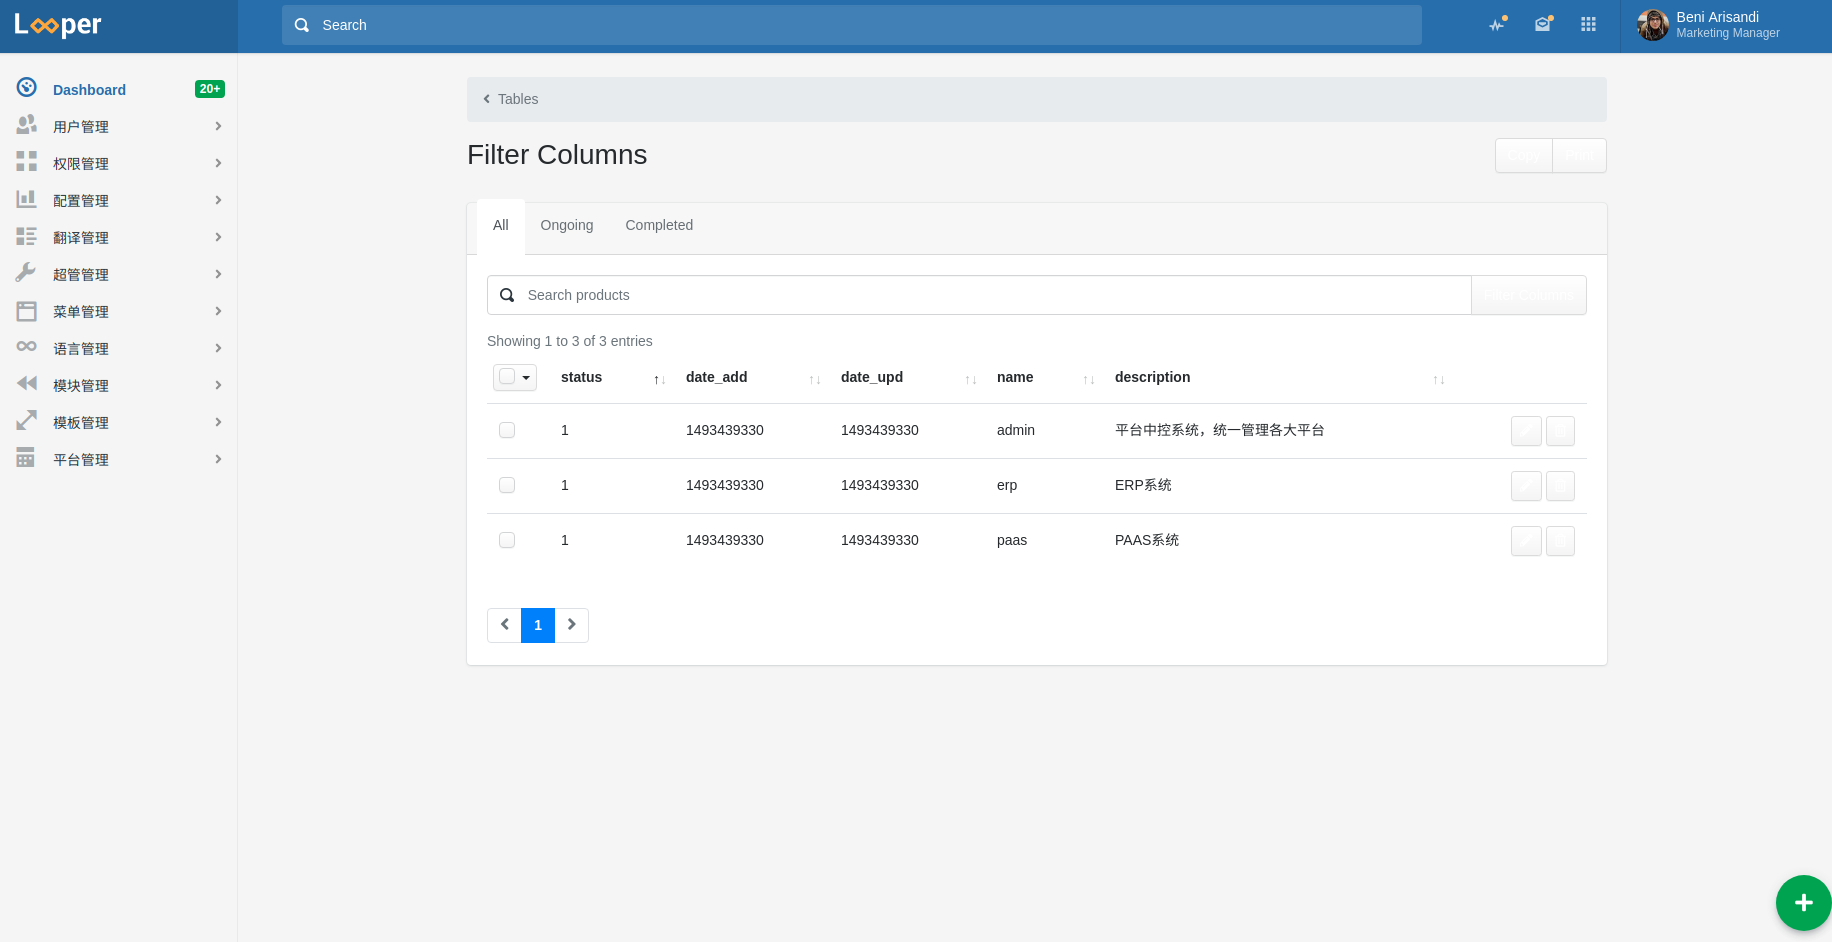 Looper
Search
Beni Arisandi
Marketing Manager
Dashboard
20+
用户管理
权限管理
配置管理
翻译管理
超管管理
菜单管理
语言管理
模块管理
模板管理
平台管理
Tables
Filter Columns
Copy Print
All Ongoing Completed
Search products
Filter Columns
Showing 1 to 3 of 3 entries
status date_add date_upd name description
1 1493439330 1493439330 admin 平台中控系统，统一管理各大平台
1 1493439330 1493439330 erp ERP系统
1 1493439330 1493439330 paas PAAS系统
1